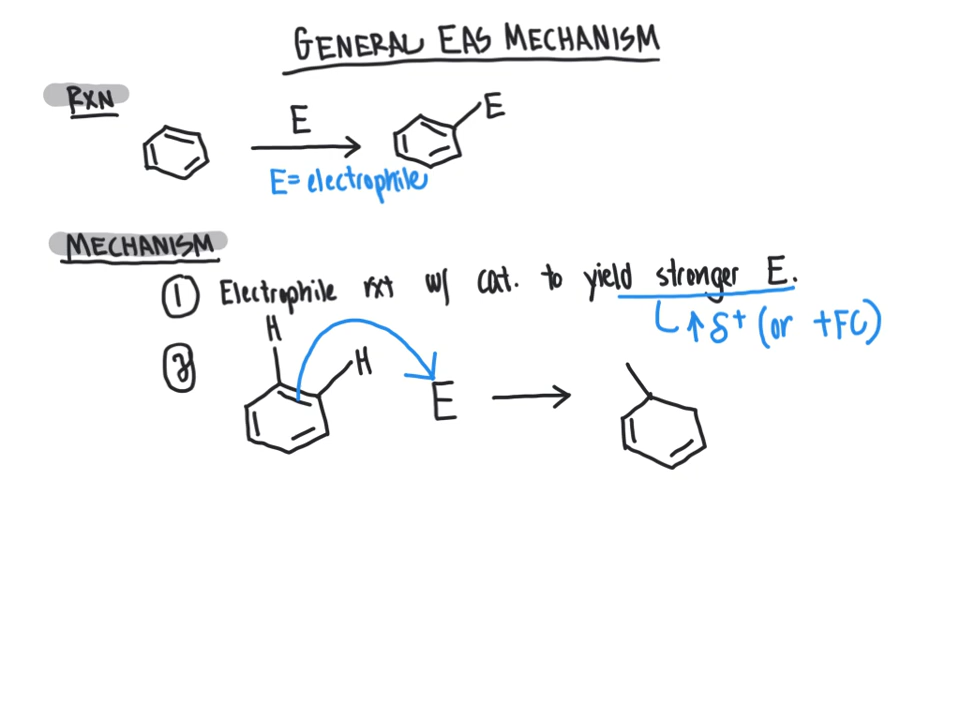 GENERAL EAS MECHANISM
RXN
E
E
E= electrophile
MECHANISM
① Electrophile rxt w/ cat. to yield stronger E.
↑ δ+ (or +FC)
②
H
H
E